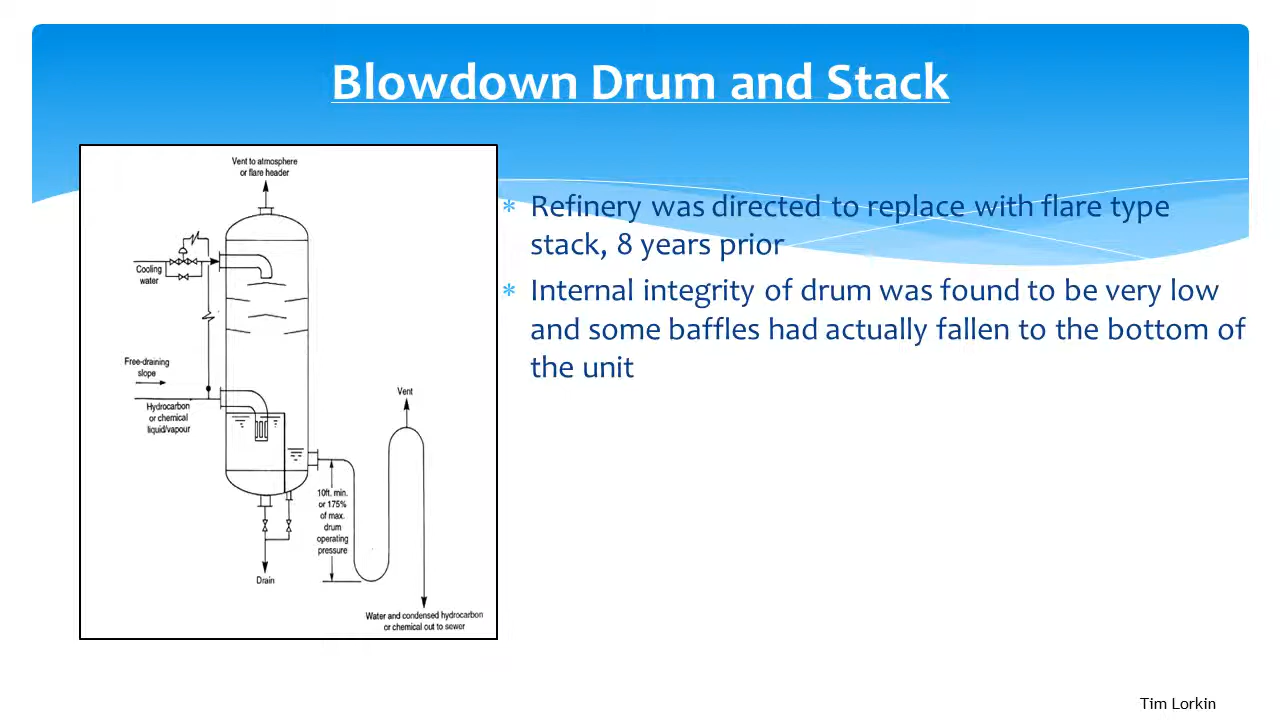 Blowdown Drum and Stack
Vent to atmosphere
or flare header
Cooling
water
Free-draining
slope
Hydrocarbon
or chemical
liquid/vapour
Vent
10ft. min.
or 175%
of max.
drum
operating
pressure
Drain
Water and condensed hydrocarbon
or chemical out to sewer
* Refinery was directed to replace with flare type
stack, 8 years prior
* Internal integrity of drum was found to be very low
and some baffles had actually fallen to the bottom of
the unit
Tim Lorkin